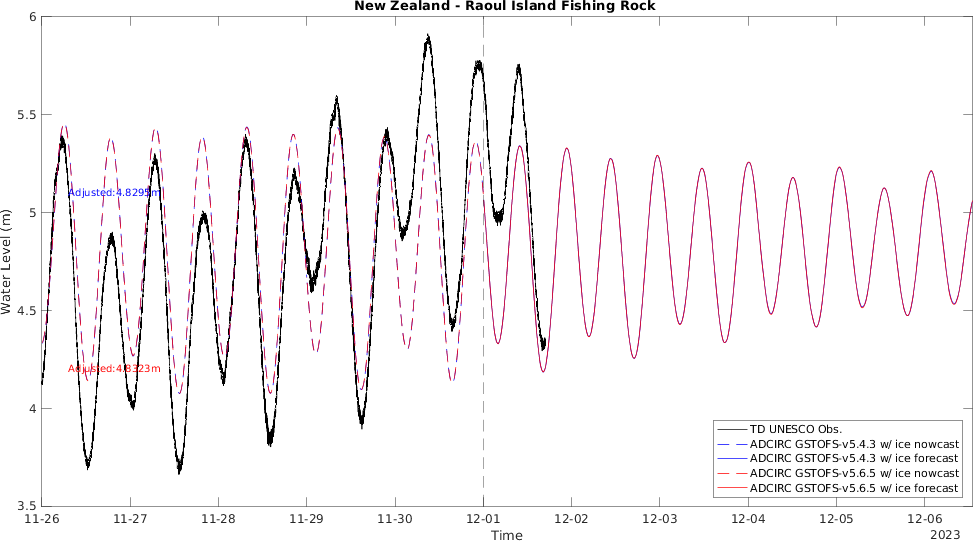 New Zealand - Raoul Island Fishing Rock
6
5.5
5
4.5
4
3.5
Water Level (m)
Adjusted:4.8295m
Adjusted:4.8323m
TD UNESCO Obs.
ADCIRC GSTOFS-v5.4.3 w/ ice nowcast
ADCIRC GSTOFS-v5.4.3 w/ ice forecast
ADCIRC GSTOFS-v5.6.5 w/ ice nowcast
ADCIRC GSTOFS-v5.6.5 w/ ice forecast
11-26 11-27 11-28 11-29 11-30 12-01 12-02 12-03 12-04 12-05 12-06
2023
Time